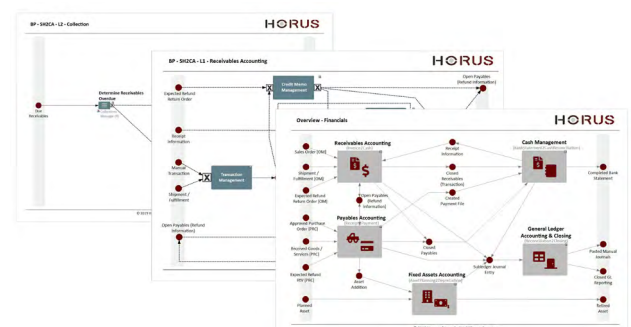 BP - SH2CA - L2 - Collection
HORUS
Determine Receivables
Overdue
Due
Receivables
BP - SH2CA - L1 - Receivables Accounting
HORUS
Expected Refund
Return Order
Credit Memo
Management
Open Payables
(Refund Information)
Receipt
Information
Manual
Transaction
Shipment /
Fulfillment
Transaction
Management
Open Payables (Refund
Information)
Overview - Financials
HORUS
Receivables Accounting
Sales Order [OM]
Shipment /
Fulfillment [OM]
Expected Refund
Return Order [OM]
Receipt
Information
Closed
Receivables
(Transaction)
Created
Payment File
Cash Management
Completed Bank
Statement
Open Payables
(Refund
Information)
Payables Accounting
Approved Purchase
Order [PRC]
Received Goods /
Services [PRC]
Expected Refund
RTV [PRC]
Closed
Payables
General Ledger
Accounting & Closing
Subledger Journal
Entry
Posted Manual
Journals
Closed GL
Reporting
Asset
Addition
Fixed Assets Accounting
Planned
Asset
Retired
Asset